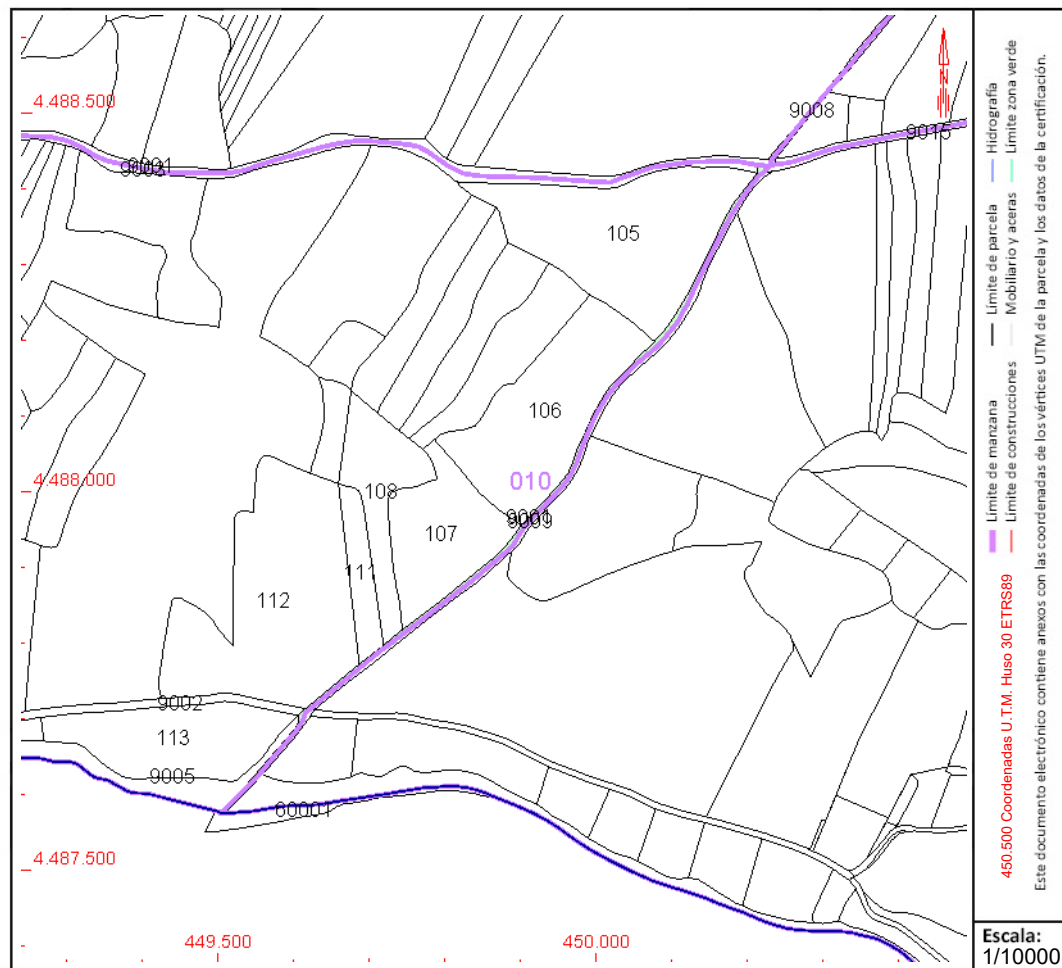 4.488.500
9008
9015
105
106
4.488.000
010
108
107
111
112
9002
113
9005
60001
4.487.500
449.500
450.000
Límite de manzana
Límite de parcela
Hidrografía
Límite de construcciones
Mobiliario y aceras
Límite zona verde
450.500 Coordenadas U.T.M. Huso 30 ETRS89
Este documento electrónico contiene anexos con las coordenadas de los vértices UTM de la parcela y los datos de la certificación.
Escala:
1/10000